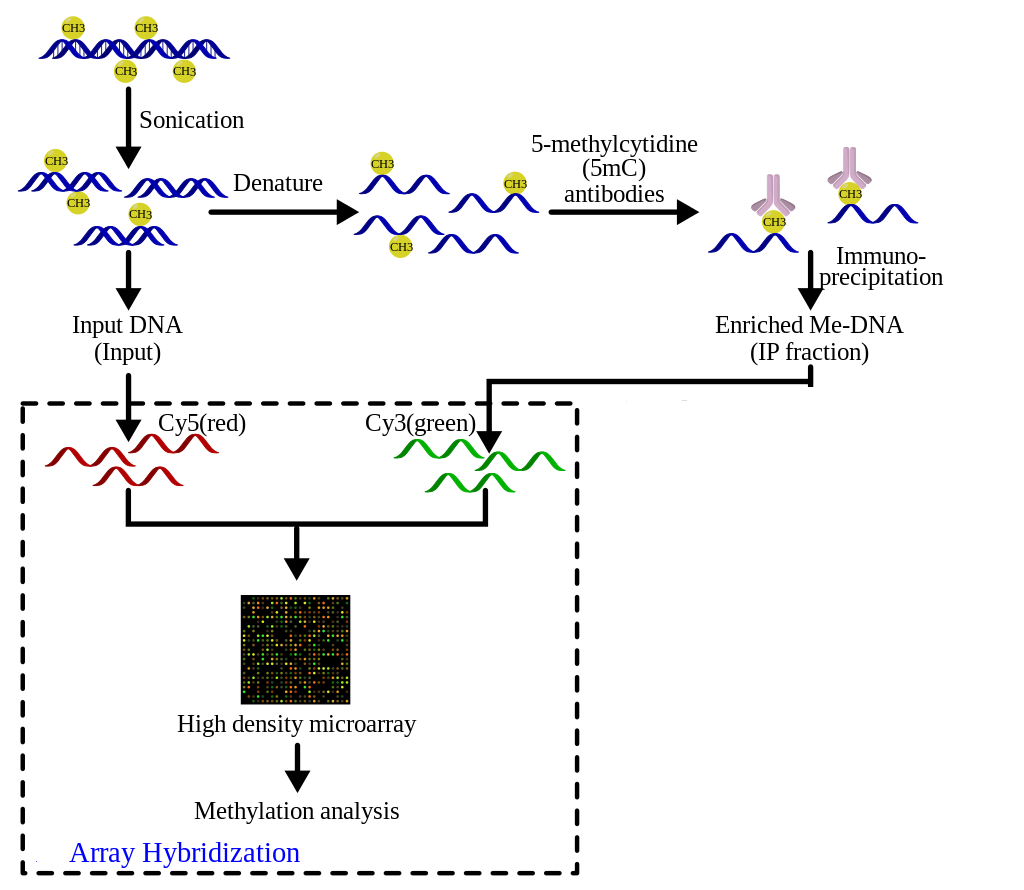 CH3
CH3
CH3
CH3
Sonication
CH3
CH3
CH3
Denature
CH3
CH3
CH3
5-methylcytidine
(5mC)
antibodies
CH3
CH3
Immuno-
precipitation
Input DNA
(Input)
Enriched Me-DNA
(IP fraction)
Cy5(red)
Cy3(green)
High density microarray
Methylation analysis
Array Hybridization